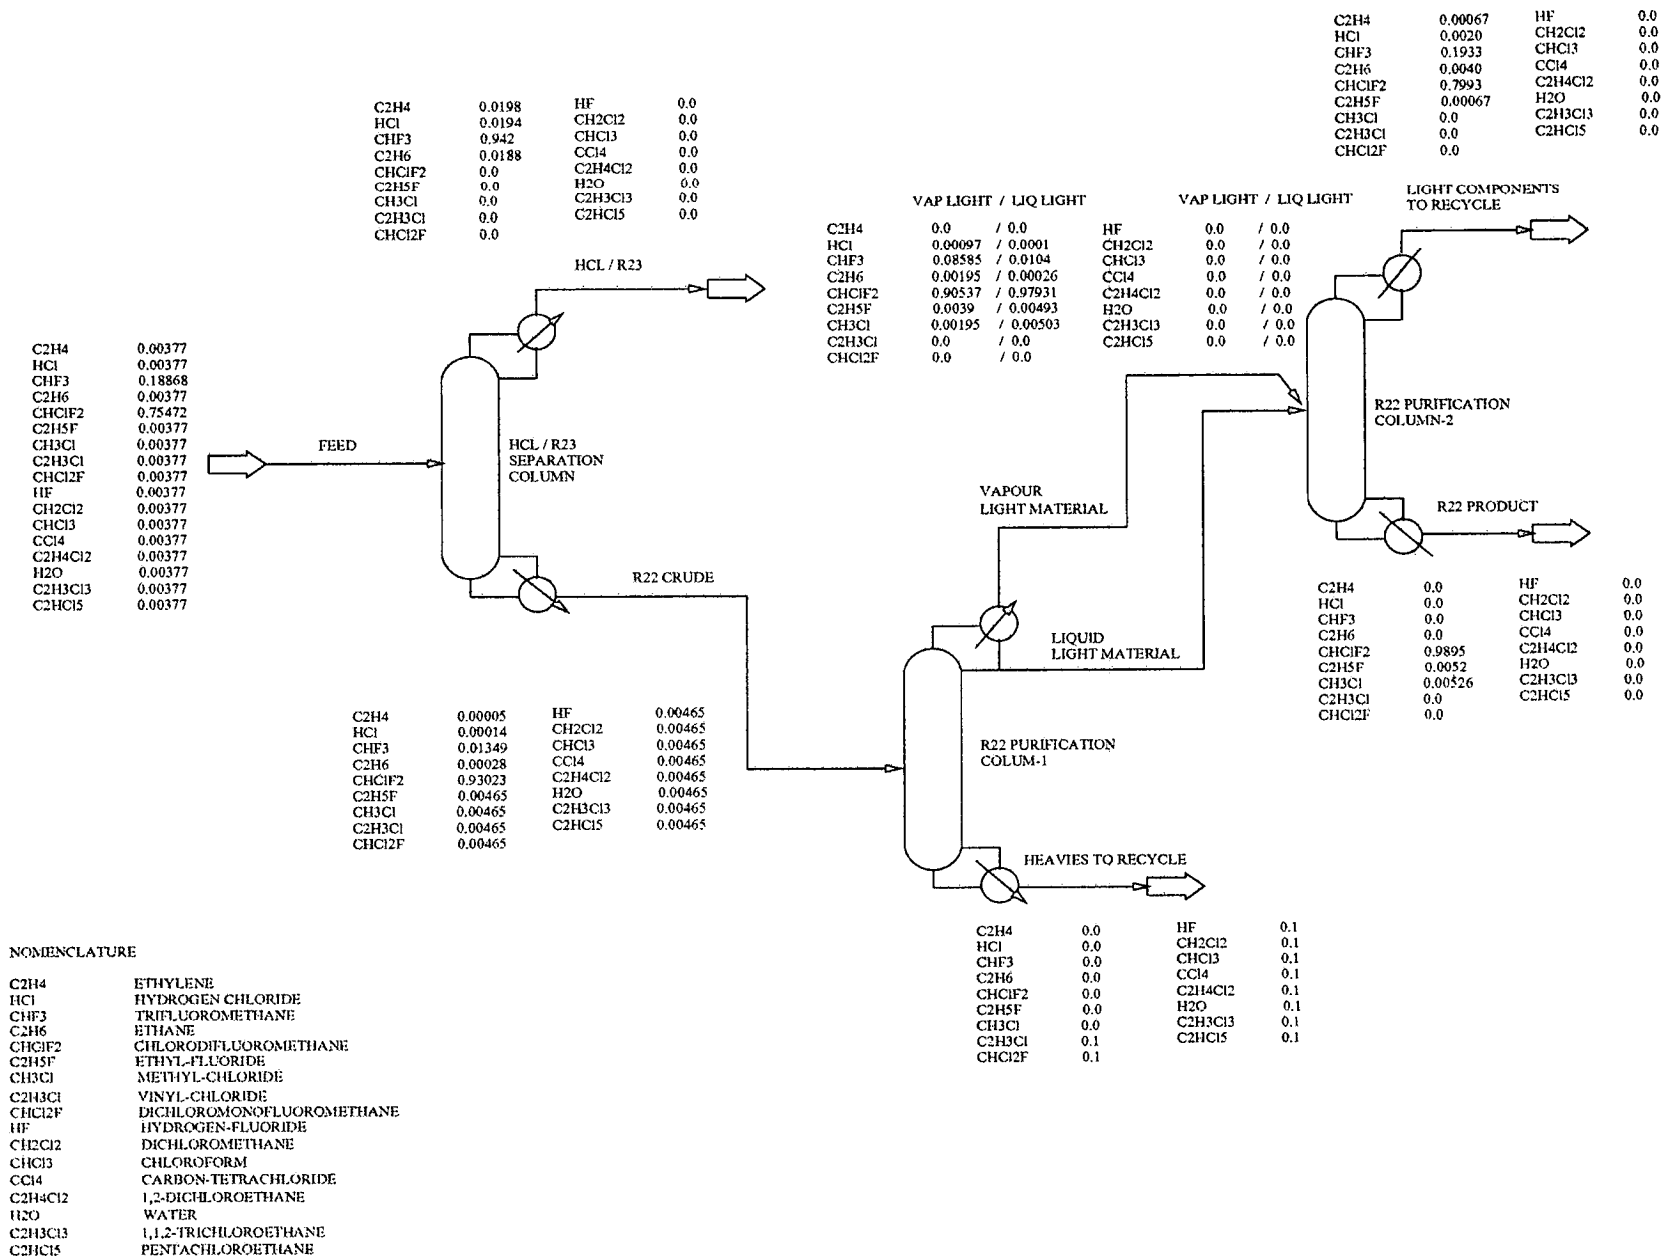 C2H4 0.00067 HF 0.0
HCl 0.0020 CH2Cl2 0.0
CHF3 0.1933 CHCl3 0.0
C2H6 0.0040 CCl4 0.0
CHClF2 0.7993 C2H4Cl2 0.0
C2H5F 0.00067 H2O 0.0
CH3Cl 0.0 C2H3Cl3 0.0
C2H3Cl 0.0 C2HCl5 0.0
CHCl2F 0.0
LIGHT COMPONENTS
TO RECYCLE
C2H4 0.0198 HF 0.0
HCl 0.0194 CH2Cl2 0.0
CHF3 0.942 CHCl3 0.0
C2H6 0.0188 CCl4 0.0
CHClF2 0.0 C2H4Cl2 0.0
C2H5F 0.0 H2O 0.0
CH3Cl 0.0 C2H3Cl3 0.0
C2H3Cl 0.0 C2HCl5 0.0
CHCl2F 0.0
HCL / R23
VAP LIGHT / LIQ LIGHT VAP LIGHT / LIQ LIGHT
C2H4 0.0 / 0.0 HF 0.0 / 0.0
HCl 0.00097 / 0.0001 CH2Cl2 0.0 / 0.0
CHF3 0.08585 / 0.0104 CHCl3 0.0 / 0.0
C2H6 0.00195 / 0.00026 CCl4 0.0 / 0.0
CHClF2 0.90537 / 0.97931 C2H4Cl2 0.0 / 0.0
C2H5F 0.0039 / 0.00493 H2O 0.0 / 0.0
CH3Cl 0.00195 / 0.00503 C2H3Cl3 0.0 / 0.0
C2H3Cl 0.0 / 0.0 C2HCl5 0.0 / 0.0
CHCl2F 0.0 / 0.0
C2H4 0.00377
HCl 0.00377
CHF3 0.18868
C2H6 0.00377
CHClF2 0.75472
C2H5F 0.00377
CH3Cl 0.00377
C2H3Cl 0.00377
CHCl2F 0.00377
HF 0.00377
CH2Cl2 0.00377
CHCl3 0.00377
CCl4 0.00377
C2H4Cl2 0.00377
H2O 0.00377
C2H3Cl3 0.00377
C2HCl5 0.00377
FEED
HCL / R23
SEPARATION
COLUMN
R22 PURIFICATION
COLUMN-2
VAPOUR
LIGHT MATERIAL
R22 PRODUCT
R22 CRUDE
LIQUID
LIGHT MATERIAL
C2H4 0.0 HF 0.0
HCl 0.0 CH2Cl2 0.0
CHF3 0.0 CHCl3 0.0
C2H6 0.0 CCl4 0.0
CHClF2 0.9895 C2H4Cl2 0.0
C2H5F 0.0052 H2O 0.0
CH3Cl 0.00526 C2H3Cl3 0.0
C2H3Cl 0.0 C2HCl5 0.0
CHCl2F 0.0
C2H4 0.00005 HF 0.00465
HCl 0.00014 CH2Cl2 0.00465
CHF3 0.01349 CHCl3 0.00465
C2H6 0.00028 CCl4 0.00465
CHClF2 0.93023 C2H4Cl2 0.00465
C2H5F 0.00465 H2O 0.00465
CH3Cl 0.00465 C2H3Cl3 0.00465
C2H3Cl 0.00465 C2HCl5 0.00465
CHCl2F 0.00465
R22 PURIFICATION
COLUM-1
HEAVIES TO RECYCLE
C2H4 0.0 HF 0.1
HCl 0.0 CH2Cl2 0.1
CHF3 0.0 CHCl3 0.1
C2H6 0.0 CCl4 0.1
CHClF2 0.0 C2H4Cl2 0.1
C2H5F 0.0 H2O 0.1
CH3Cl 0.0 C2H3Cl3 0.1
C2H3Cl 0.1 C2HCl5 0.1
CHCl2F 0.1
NOMENCLATURE
C2H4 ETHYLENE
HCl HYDROGEN CHLORIDE
CHF3 TRIFLUOROMETHANE
C2H6 ETHANE
CHClF2 CHLORODIFLUOROMETHANE
C2H5F ETHYL-FLUORIDE
CH3Cl METHYL-CHLORIDE
C2H3Cl VINYL-CHLORIDE
CHCl2F DICHLOROMONOFLUOROMETHANE
HF HYDROGEN-FLUORIDE
CH2Cl2 DICHLOROMETHANE
CHCl3 CHLOROFORM
CCl4 CARBON-TETRACHLORIDE
C2H4Cl2 1,2-DICHLOROETHANE
H2O WATER
C2H3Cl3 1,1,2-TRICHLOROETHANE
C2HCl5 PENTACHLOROETHANE